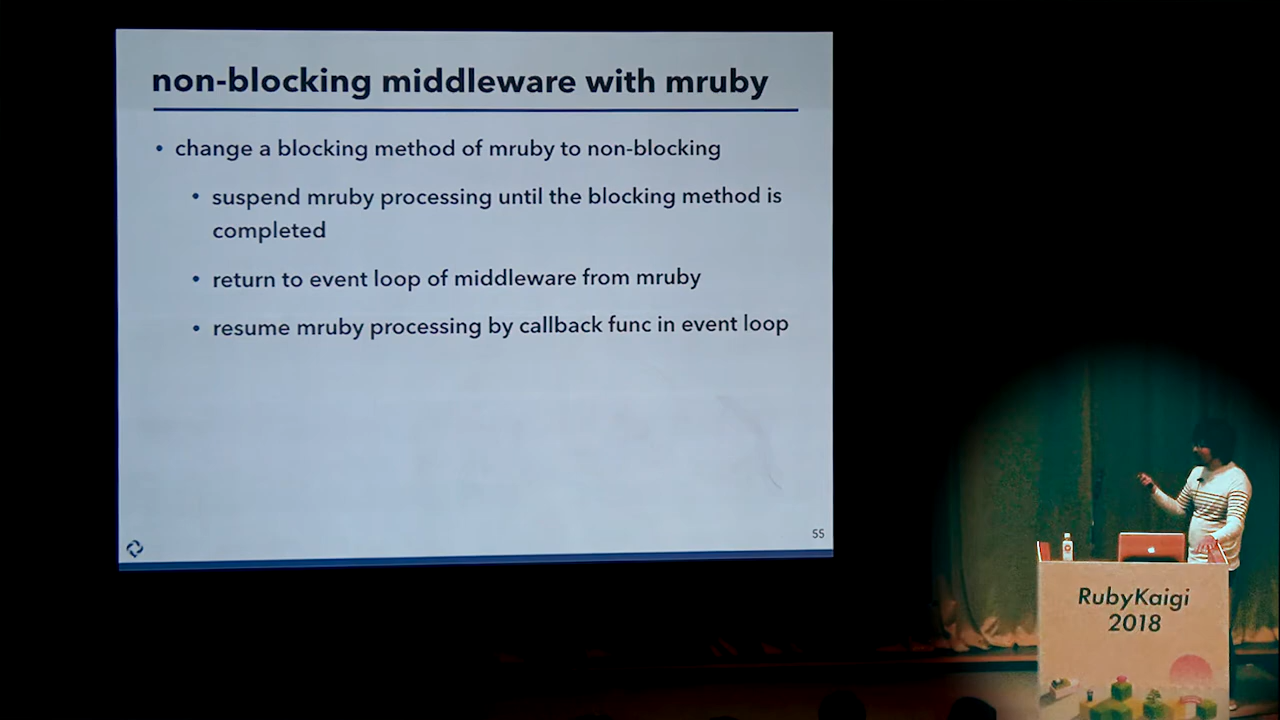 non-blocking middleware with mruby
• change a blocking method of mruby to non-blocking
• suspend mruby processing until the blocking method is
completed
• return to event loop of middleware from mruby
• resume mruby processing by callback func in event loop
55
RubyKaigi
2018